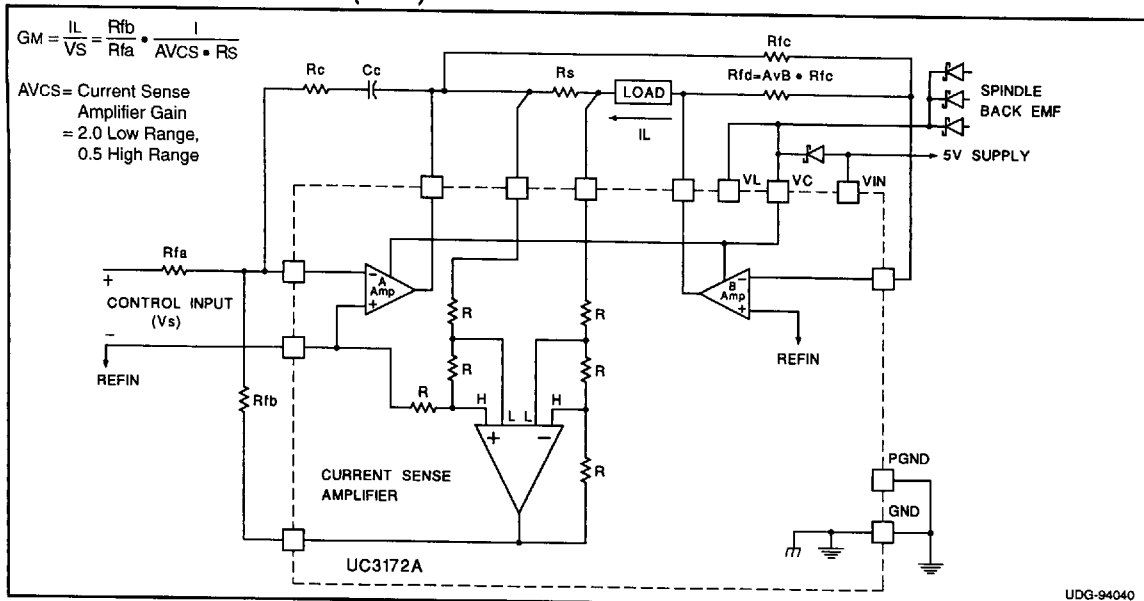 GM = IL/VS = Rfb/Rfa • I/(AVCS • RS)
AVCS = Current Sense
Amplifier Gain
= 2.0 Low Range,
0.5 High Range
Rc
Cc
Rs
LOAD
IL
Rfc
Rfd=AvB • Rfc
SPINDLE
BACK EMF
5V SUPPLY
VL
VC
VIN
Rfa
+
CONTROL INPUT
(Vs)
−
REFIN
Rfb
−
A
Amp
+
−
B
Amp
+
REFIN
R
R
R
R
R
R
H
L
L
H
+
−
CURRENT SENSE
AMPLIFIER
UC3172A
PGND
GND
UDG-94040